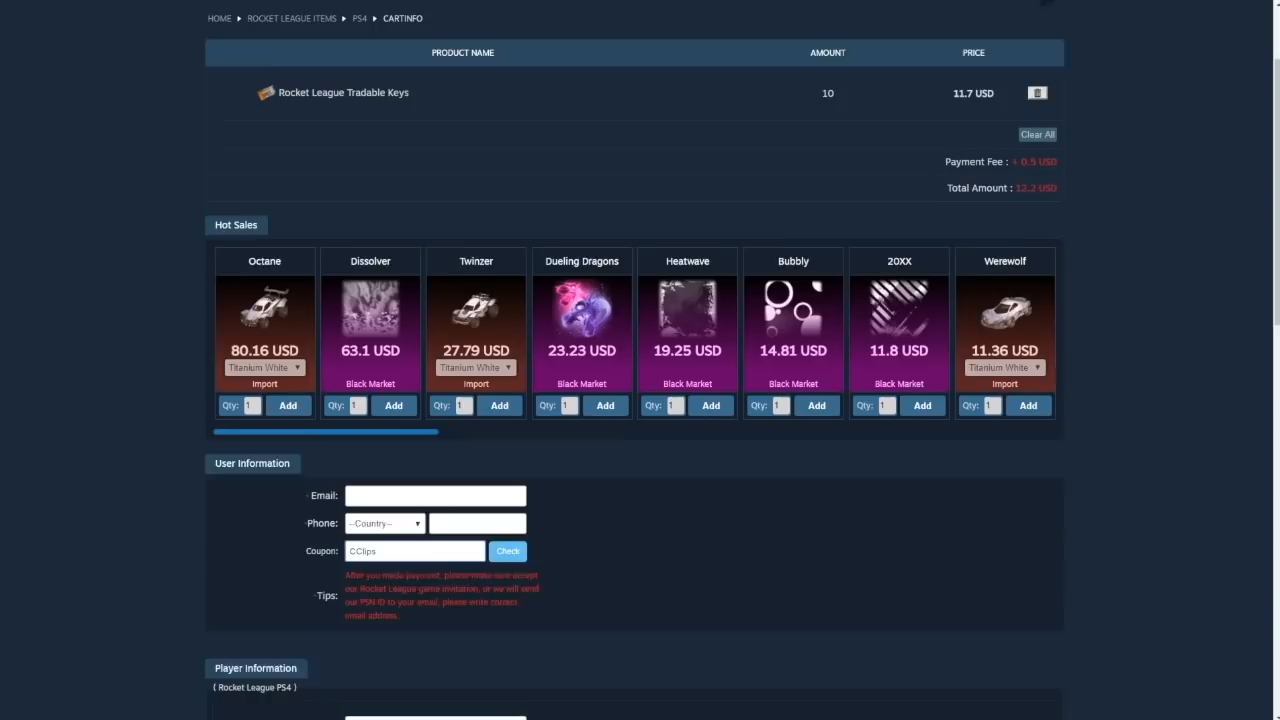 HOME ▶ ROCKET LEAGUE ITEMS ▶ PS4 ▶ CARTINFO
PRODUCT NAME AMOUNT PRICE
Rocket League Tradable Keys 10 11.7 USD
Clear All
Payment Fee : + 0.5 USD
Total Amount : 12.2 USD
Hot Sales
Octane Dissolver Twinzer Dueling Dragons Heatwave Bubbly 20XX Werewolf
80.16 USD 63.1 USD 27.79 USD 23.23 USD 19.25 USD 14.81 USD 11.8 USD 11.36 USD
Titanium White ▼ Titanium White ▼ Titanium White ▼
Import Black Market Import Black Market Black Market Black Market Black Market Import
Qty: 1 Add Qty: 1 Add Qty: 1 Add Qty: 1 Add Qty: 1 Add Qty: 1 Add Qty: 1 Add Qty: 1 Add
User Information
Email:
Phone: --Country-- ▼
Coupon: CClips Check
After you made payment, please make sure accept
our Rocket League game invitation, or we will send
Tips:
our PSN ID to your email, please write correct
email address.
Player Information
( Rocket League PS4 )